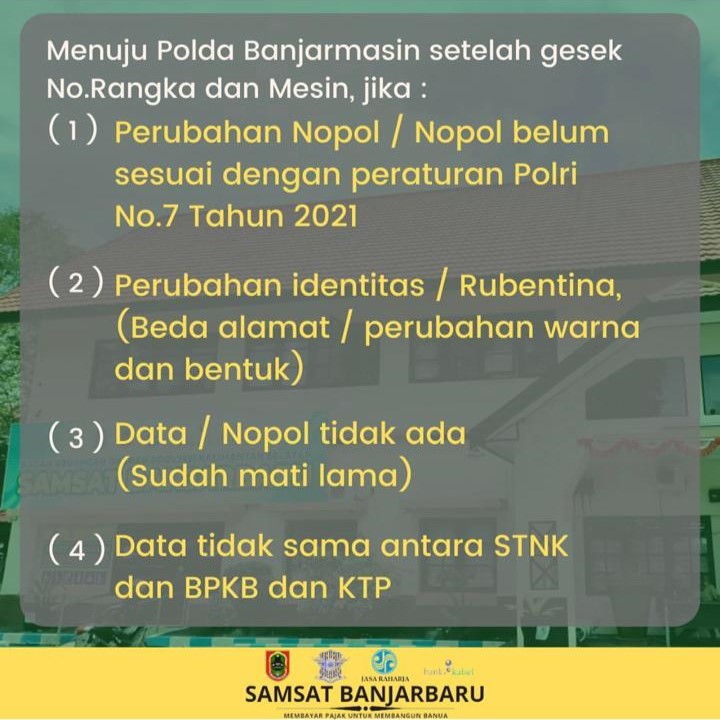 Menuju Polda Banjarmasin setelah gesek
No.Rangka dan Mesin, jika :
(1) Perubahan Nopol / Nopol belum
sesuai dengan peraturan Polri
No.7 Tahun 2021
(2) Perubahan identitas / Rubentina,
(Beda alamat / perubahan warna
dan bentuk)
(3) Data / Nopol tidak ada
(Sudah mati lama)
(4) Data tidak sama antara STNK
dan BPKB dan KTP
JASA RAHARJA
bank kalsel
SAMSAT BANJARBARU
MEMBAYAR PAJAK UNTUK MEMBANGUN BANUA